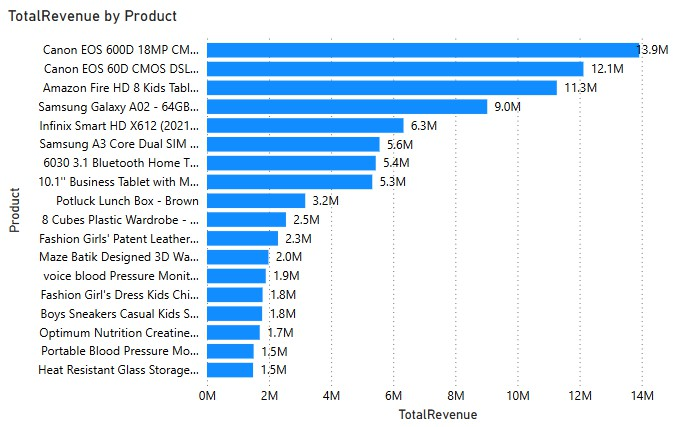 TotalRevenue by Product
Canon EOS 600D 18MP CM... 13.9M
Canon EOS 60D CMOS DSL... 12.1M
Amazon Fire HD 8 Kids Tabl... 11.3M
Samsung Galaxy A02 - 64GB... 9.0M
Infinix Smart HD X612 (2021... 6.3M
Samsung A3 Core Dual SIM ... 5.6M
6030 3.1 Bluetooth Home T... 5.4M
10.1'' Business Tablet with M... 5.3M
Potluck Lunch Box - Brown 3.2M
8 Cubes Plastic Wardrobe - ... 2.5M
Fashion Girls' Patent Leather... 2.3M
Maze Batik Designed 3D Wa... 2.0M
voice blood Pressure Monit... 1.9M
Fashion Girl's Dress Kids Chi... 1.8M
Boys Sneakers Casual Kids S... 1.8M
Optimum Nutrition Creatine... 1.7M
Portable Blood Pressure Mo... 1.5M
Heat Resistant Glass Storage... 1.5M
Product
0M 2M 4M 6M 8M 10M 12M 14M
TotalRevenue